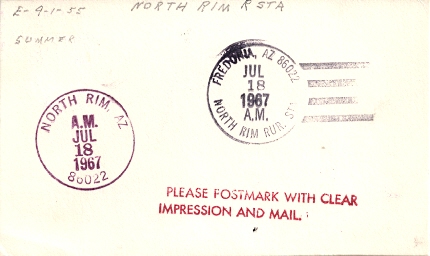 E-4-1-55
NORTH RIM R STA
SUMMER
FREDONIA, AZ 86022
JUL
18
1967
A.M.
NORTH RIM RUR. STA.
NORTH RIM, AZ
A.M.
JUL
18
1967
86022
PLEASE POSTMARK WITH CLEAR
IMPRESSION AND MAIL.